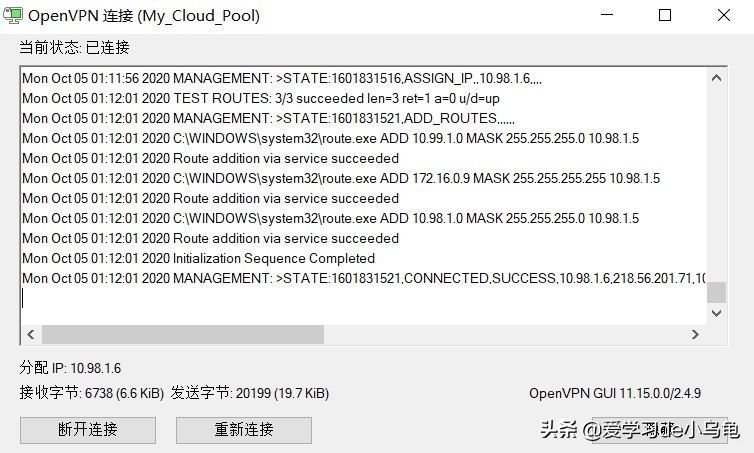 OpenVPN 连接 (My_Cloud_Pool)
当前状态: 已连接
Mon Oct 05 01:11:56 2020 MANAGEMENT: >STATE:1601831516,ASSIGN_IP,,10.98.1.6,,,,
Mon Oct 05 01:12:01 2020 TEST ROUTES: 3/3 succeeded len=3 ret=1 a=0 u/d=up
Mon Oct 05 01:12:01 2020 MANAGEMENT: >STATE:1601831521,ADD_ROUTES,,,,,,
Mon Oct 05 01:12:01 2020 C:\WINDOWS\system32\route.exe ADD 10.99.1.0 MASK 255.255.255.0 10.98.1.5
Mon Oct 05 01:12:01 2020 Route addition via service succeeded
Mon Oct 05 01:12:01 2020 C:\WINDOWS\system32\route.exe ADD 172.16.0.9 MASK 255.255.255.255 10.98.1.5
Mon Oct 05 01:12:01 2020 Route addition via service succeeded
Mon Oct 05 01:12:01 2020 C:\WINDOWS\system32\route.exe ADD 10.98.1.0 MASK 255.255.255.0 10.98.1.5
Mon Oct 05 01:12:01 2020 Route addition via service succeeded
Mon Oct 05 01:12:01 2020 Initialization Sequence Completed
Mon Oct 05 01:12:01 2020 MANAGEMENT: >STATE:1601831521,CONNECTED,SUCCESS,10.98.1.6,218.56.201.71,10
分配 IP: 10.98.1.6
接收字节: 6738 (6.6 KiB) 发送字节: 20199 (19.7 KiB) OpenVPN GUI 11.15.0.0/2.4.9
断开连接 重新连接
头条 @爱学习de小乌龟